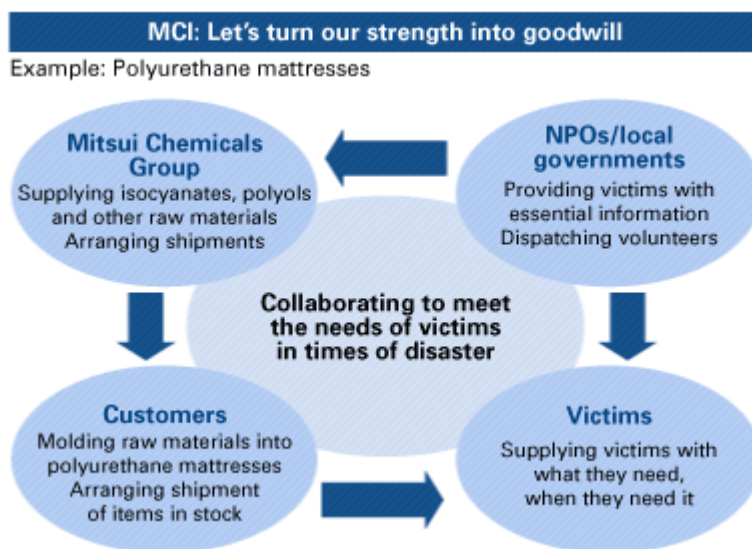 MCI: Let's turn our strength into goodwill
Example: Polyurethane mattresses
Mitsui Chemicals
Group
Supplying isocyanates, polyols
and other raw materials
Arranging shipments
NPOs/local
governments
Providing victims with
essential information
Dispatching volunteers
Collaborating to meet
the needs of victims
in times of disaster
Customers
Molding raw materials into
polyurethane mattresses
Arranging shipment
of items in stock
Victims
Supplying victims with
what they need,
when they need it